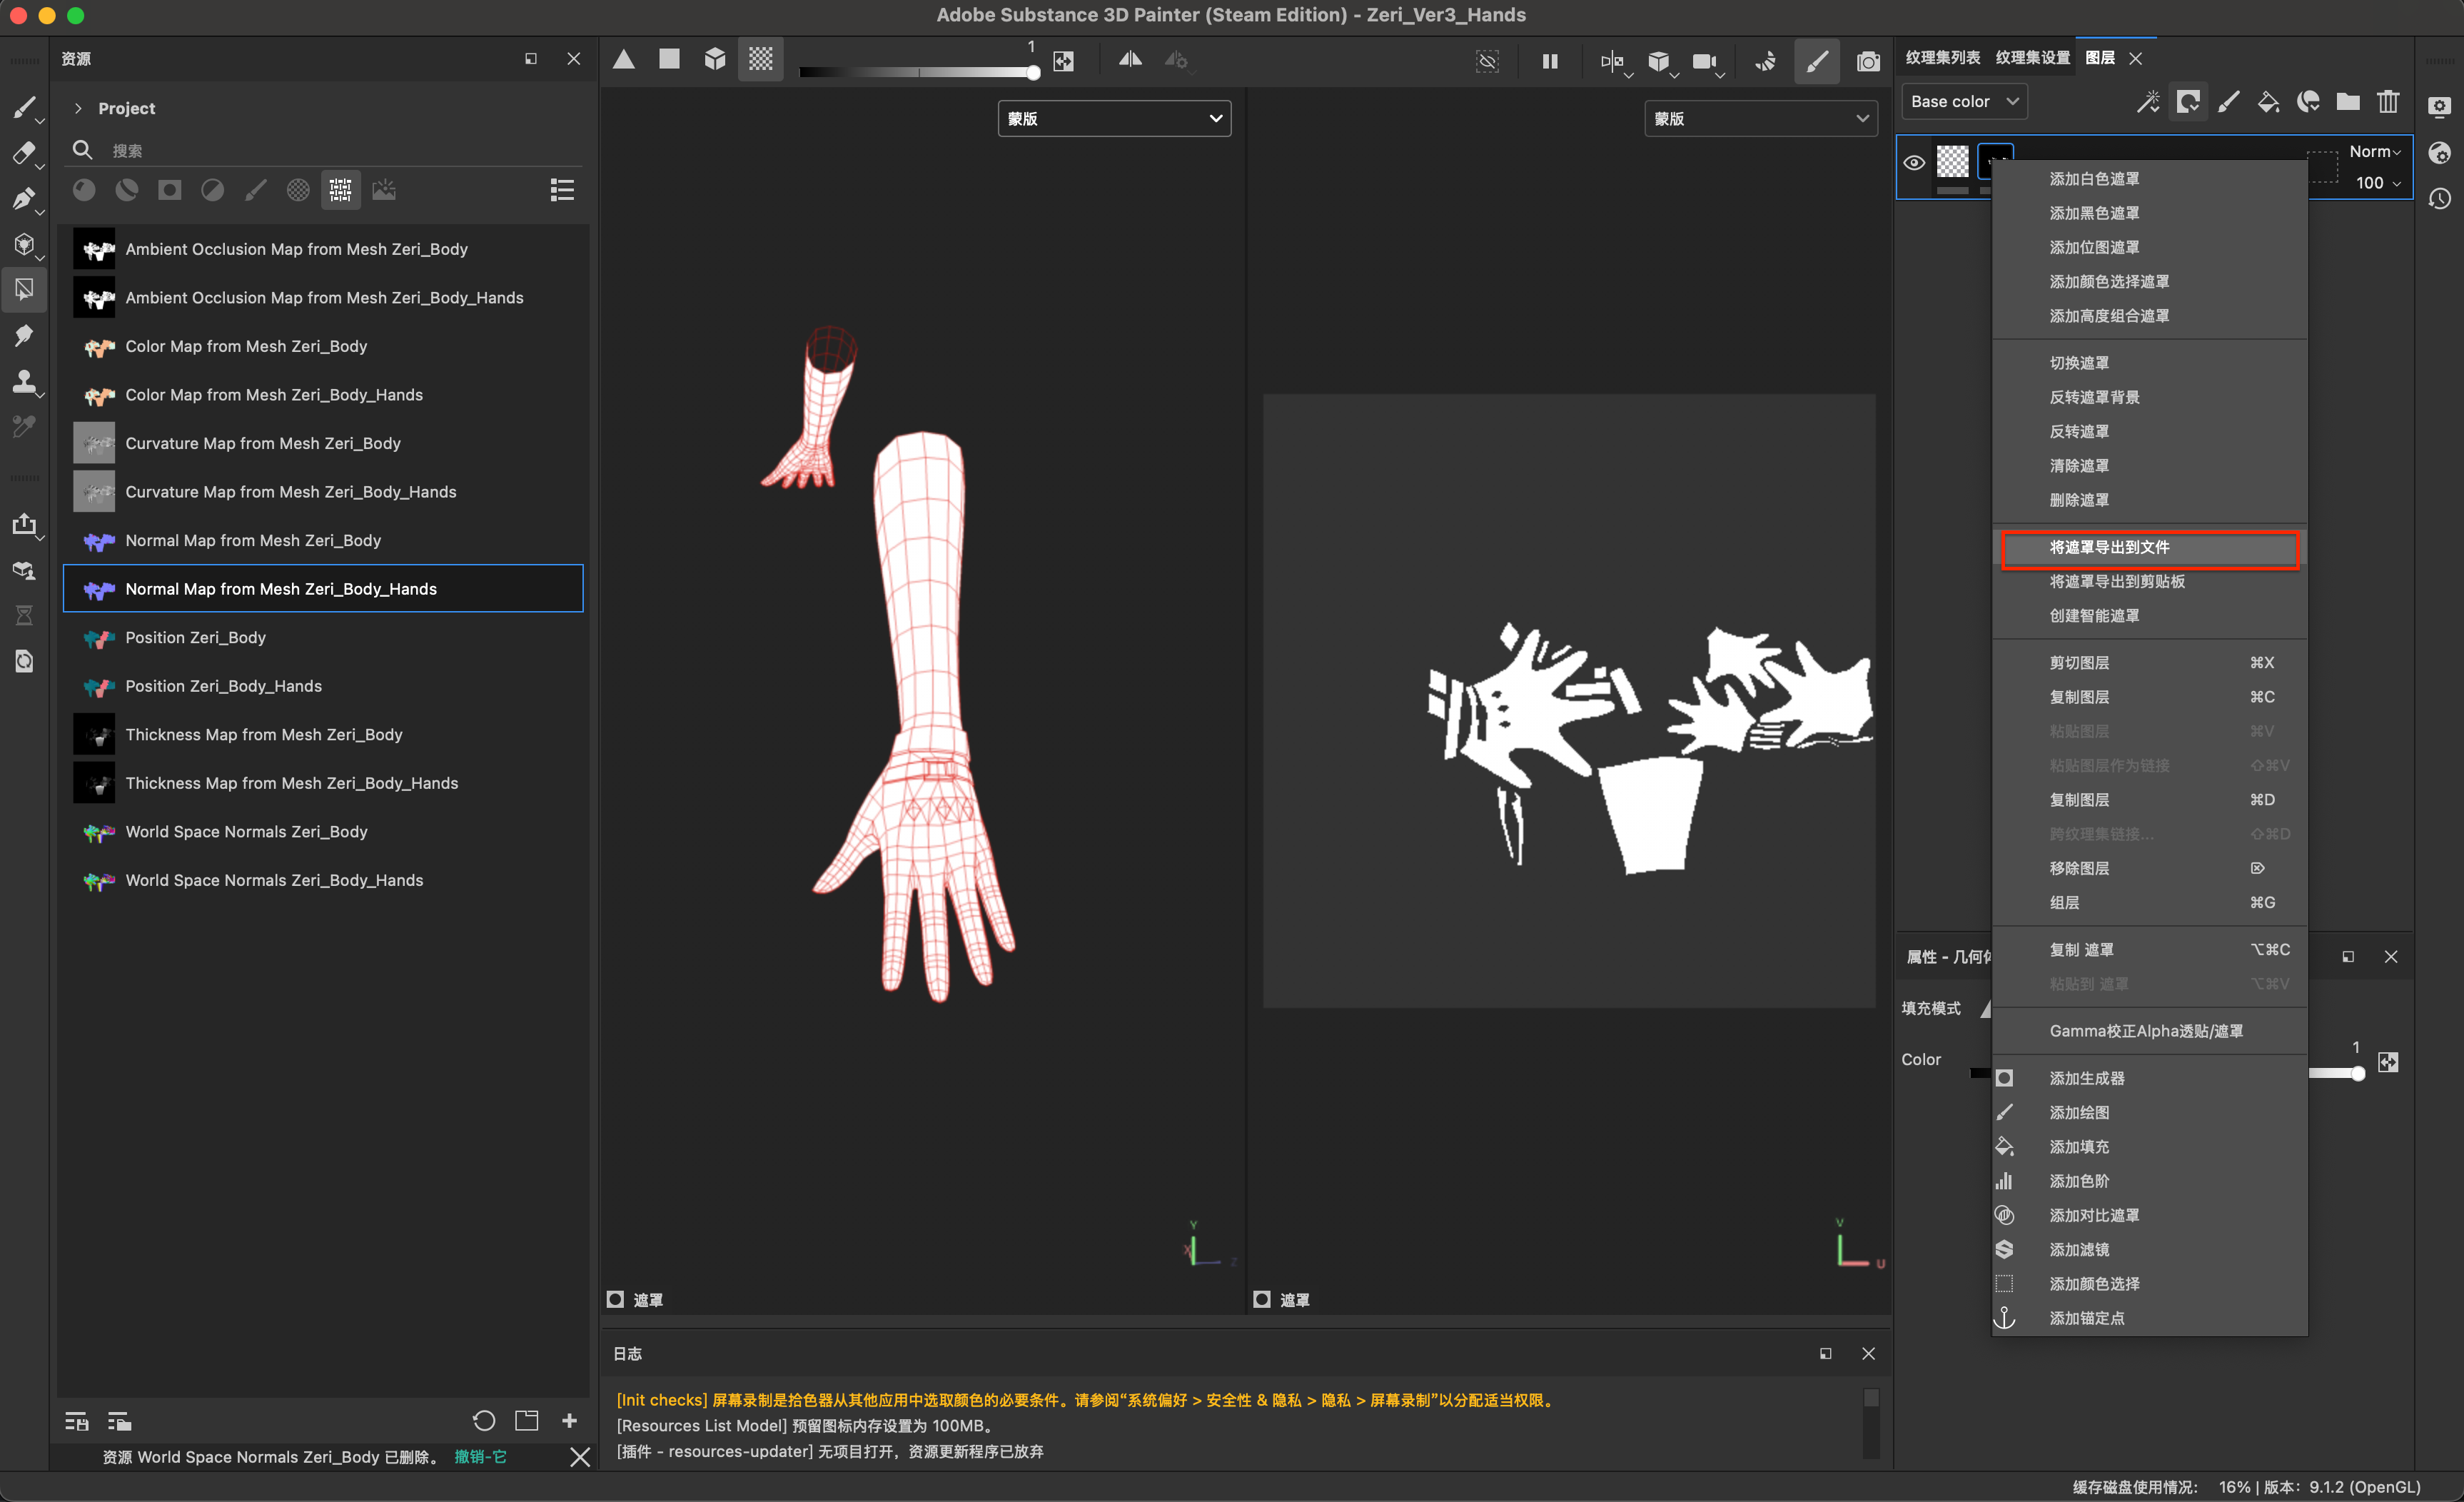 Adobe Substance 3D Painter (Steam Edition) - Zeri_Ver3_Hands
资源
Project
搜索
Ambient Occlusion Map from Mesh Zeri_Body
Ambient Occlusion Map from Mesh Zeri_Body_Hands
Color Map from Mesh Zeri_Body
Color Map from Mesh Zeri_Body_Hands
Curvature Map from Mesh Zeri_Body
Curvature Map from Mesh Zeri_Body_Hands
Normal Map from Mesh Zeri_Body
Normal Map from Mesh Zeri_Body_Hands
Position Zeri_Body
Position Zeri_Body_Hands
Thickness Map from Mesh Zeri_Body
Thickness Map from Mesh Zeri_Body_Hands
World Space Normals Zeri_Body
World Space Normals Zeri_Body_Hands
资源 World Space Normals Zeri_Body 已删除。 撤销-它
1
蒙版
Y
X
Z
遮罩
蒙版
V
U
遮罩
日志
[Init checks] 屏幕录制是拾色器从其他应用中选取颜色的必要条件。请参阅“系统偏好 > 安全性 & 隐私 > 隐私 > 屏幕录制”以分配适当权限。
[Resources List Model] 预留图标内存设置为 100MB。
[插件 - resources-updater] 无项目打开，资源更新程序已放弃
纹理集列表 纹理集设置 图层
Base color
Norm
100
添加白色遮罩
添加黑色遮罩
添加位图遮罩
添加颜色选择遮罩
添加高度组合遮罩
切换遮罩
反转遮罩背景
反转遮罩
清除遮罩
删除遮罩
将遮罩导出到文件
将遮罩导出到剪贴板
创建智能遮罩
剪切图层 ⌘X
复制图层 ⌘C
粘贴图层 ⌘V
粘贴图层作为链接 ⇧⌘V
复制图层 ⌘D
跨纹理集链接... ⇧⌘D
移除图层 ⌦
组层 ⌘G
复制 遮罩 ⌥⌘C
粘贴到 遮罩 ⌥⌘V
Gamma校正Alpha透贴/遮罩
添加生成器
添加绘图
添加填充
添加色阶
添加对比遮罩
添加滤镜
添加颜色选择
添加锚定点
属性 - 几何
填充模式
Color
1
缓存磁盘使用情况： 16% | 版本：9.1.2 (OpenGL)